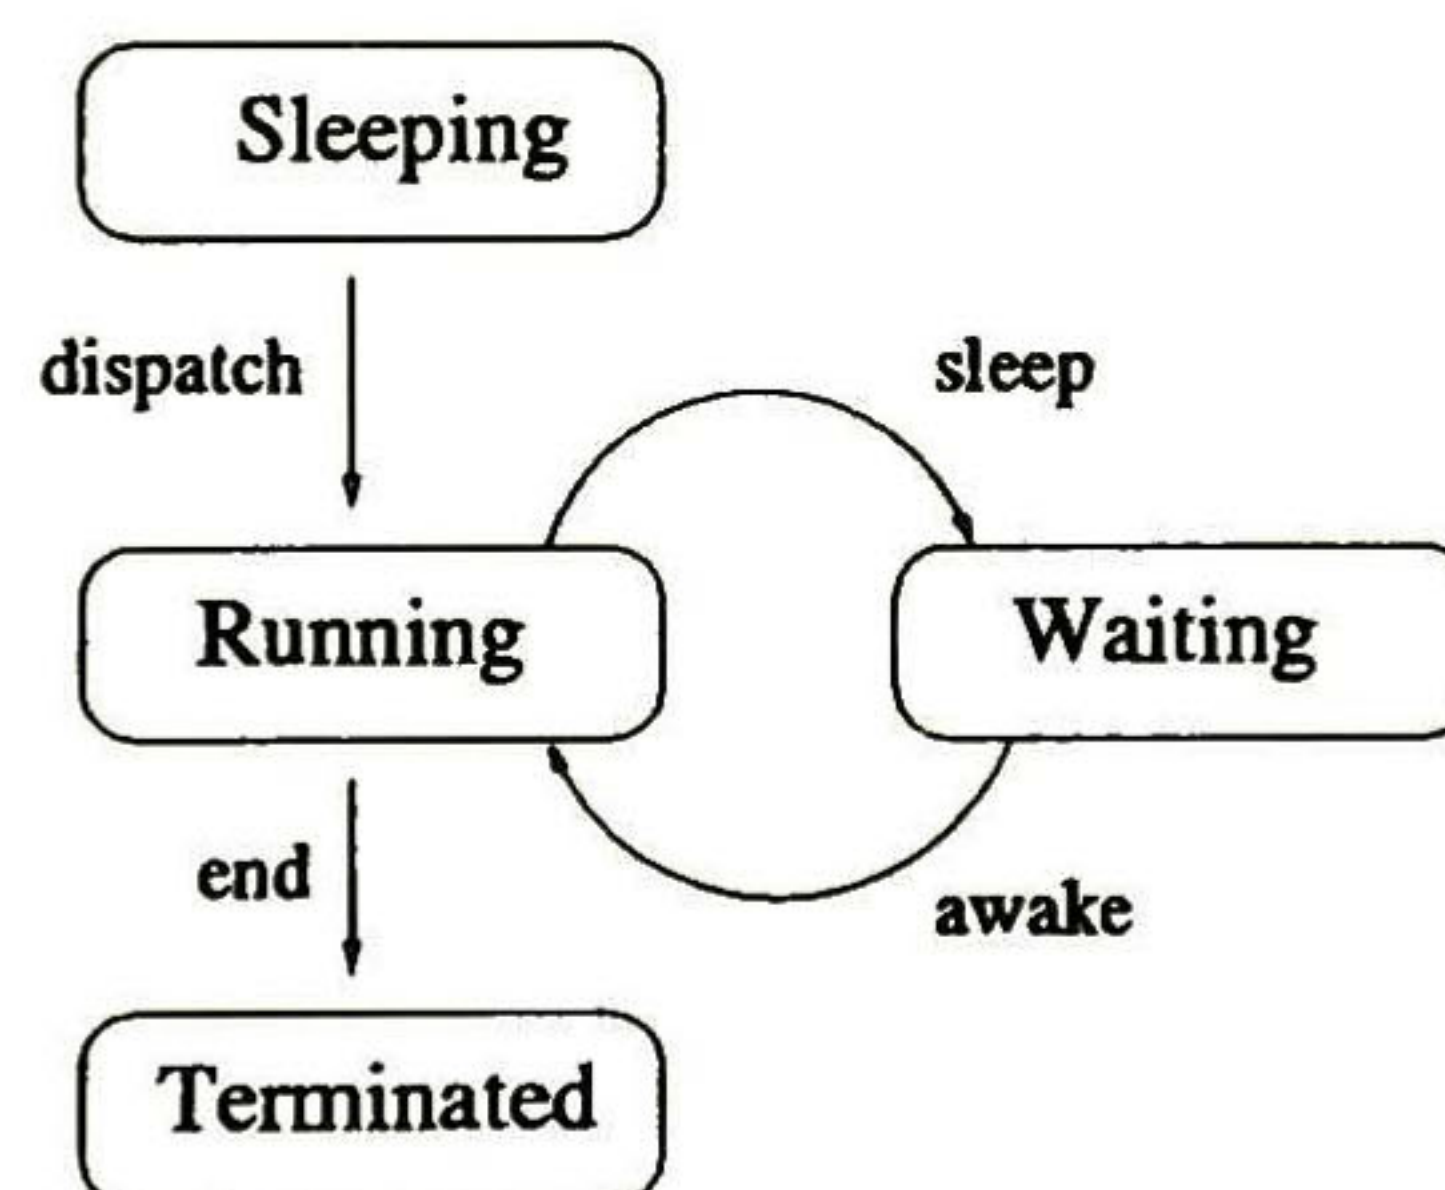 Sleeping
dispatch
sleep
Running
Waiting
end
awake
Terminated